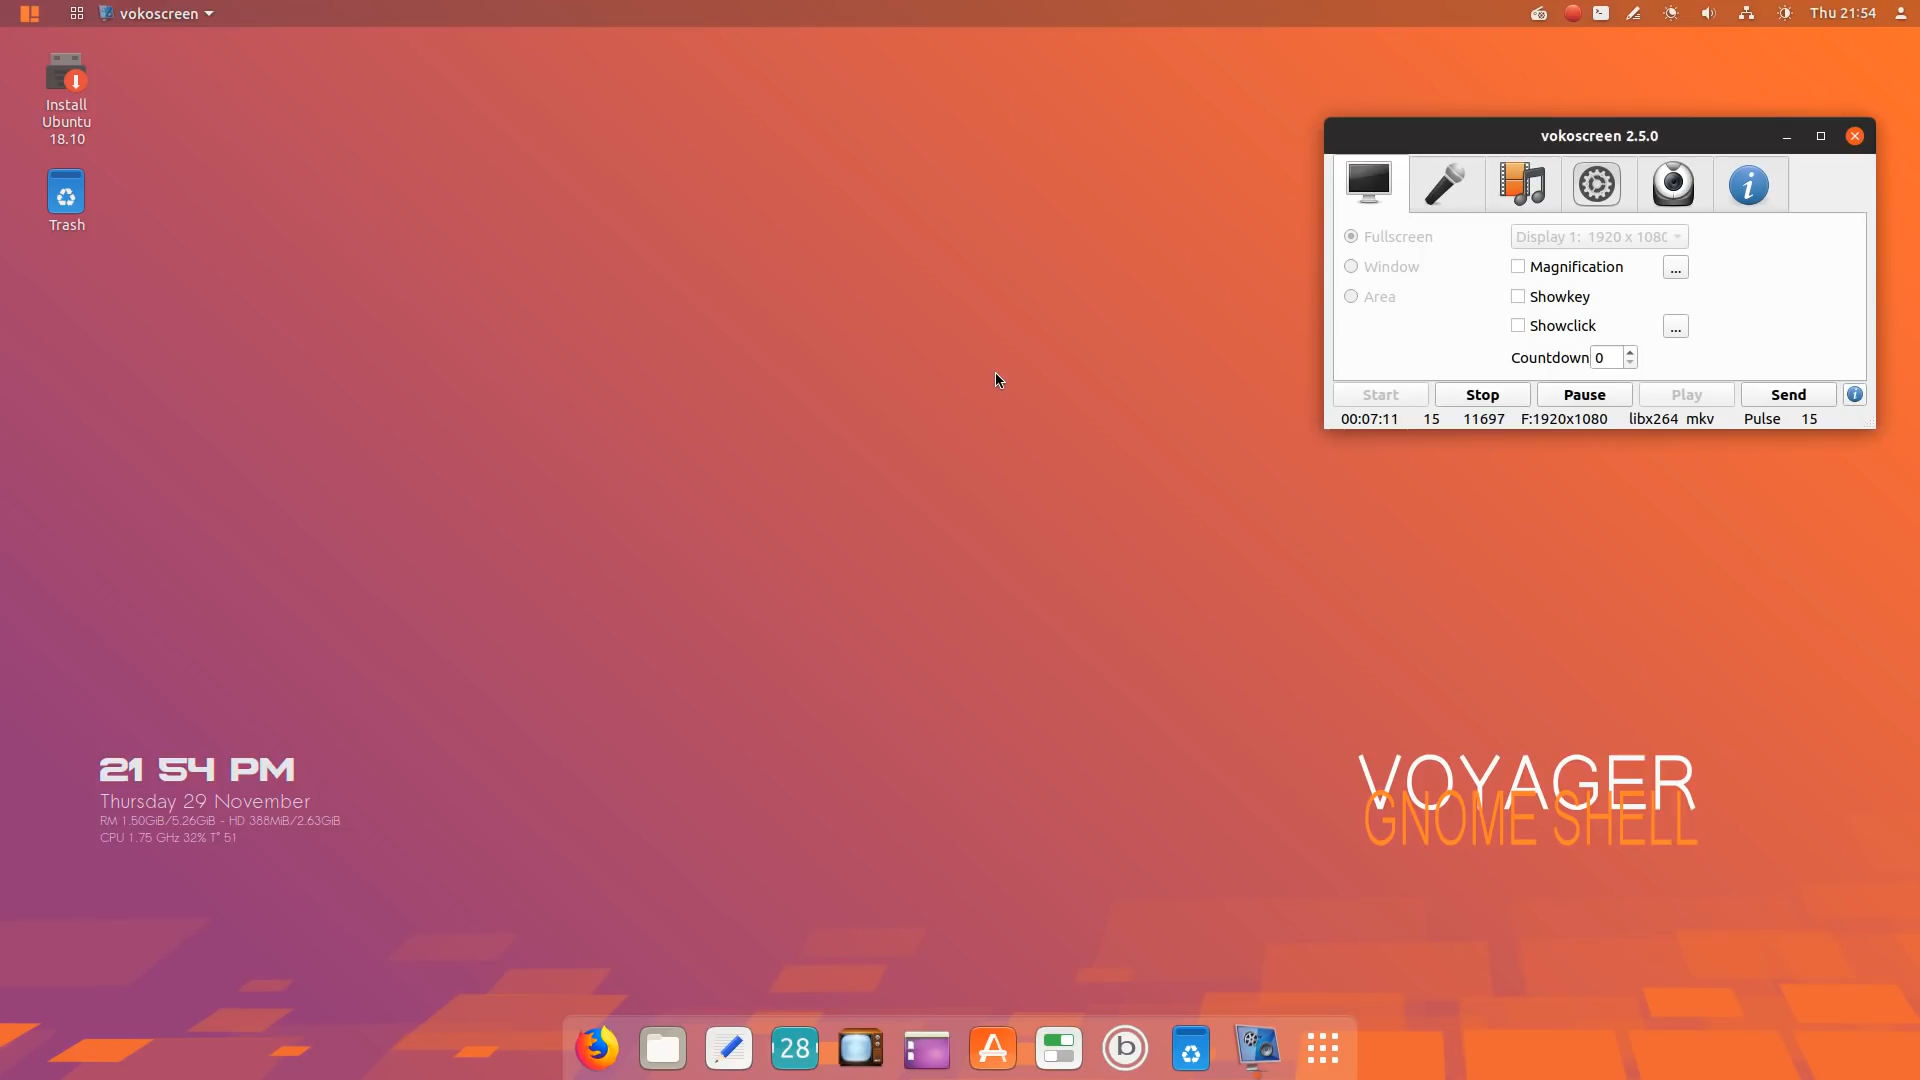 vokoscreen
Thu 21:54
Install
Ubuntu
18.10
Trash
vokoscreen 2.5.0
Fullscreen
Display 1: 1920 x 1080
Window
Magnification
...
Area
Showkey
Showclick
...
Countdown 0
Start
Stop
Pause
Play
Send
00:07:11 15 11697 F:1920x1080 libx264 mkv Pulse 15
21 54 PM
Thursday 29 November
RM 1.50GiB/5.26GiB - HD 388MiB/2.63GiB
CPU 1.75 GHz 32% T° 51
VOYAGER
GNOME SHELL
28
b